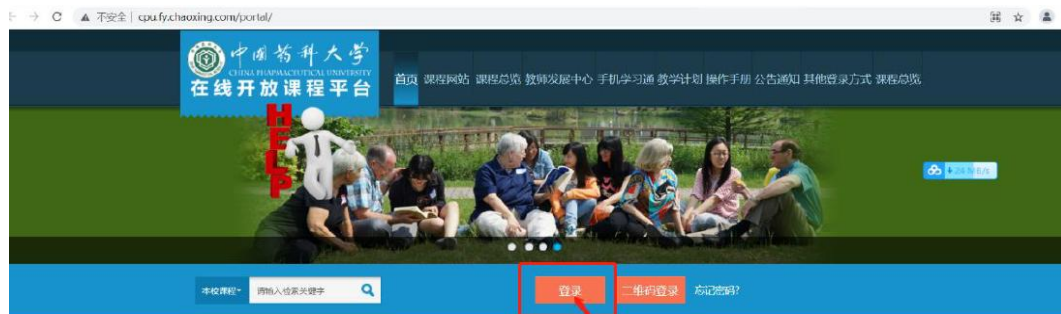 不安全 | cpu.fy.chaoxing.com/portal/
中国药科大学
CHINA PHARMACEUTICAL UNIVERSITY
在线开放课程平台
首页 课程网站 课程总览 教师发展中心 手机学习通 教学计划 操作手册 公告通知 其他登录方式 课程总览
HELP
本校课程 请输入检索关键字 登录 二维码登录 忘记密码?